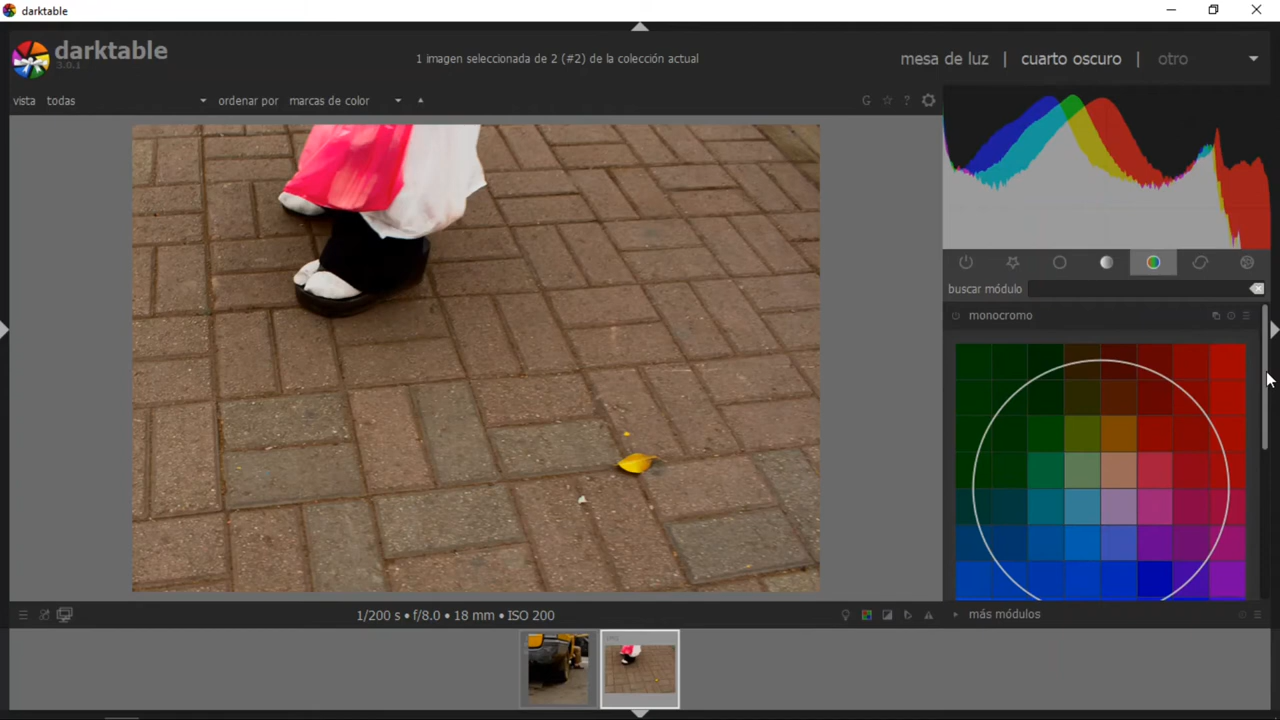 darktable
darktable
3.0.1
1 imagen seleccionada de 2 (#2) de la colección actual
mesa de luz | cuarto oscuro | otro
vista todas ordenar por marcas de color
G ?
buscar módulo
monocromo
1/200 s • f/8.0 • 18 mm • ISO 200
más módulos